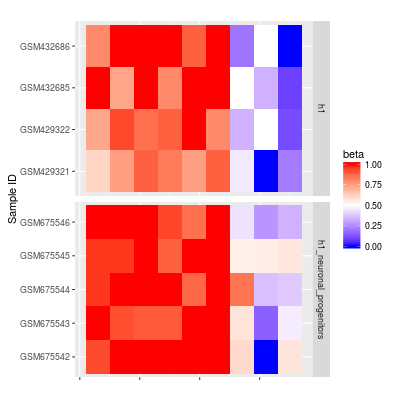 Sample ID
GSM432686
GSM432685
GSM429322
GSM429321
h1
GSM675546
GSM675545
GSM675544
GSM675543
GSM675542
h1_neuronal_progenitors
beta
1.00
0.75
0.50
0.25
0.00